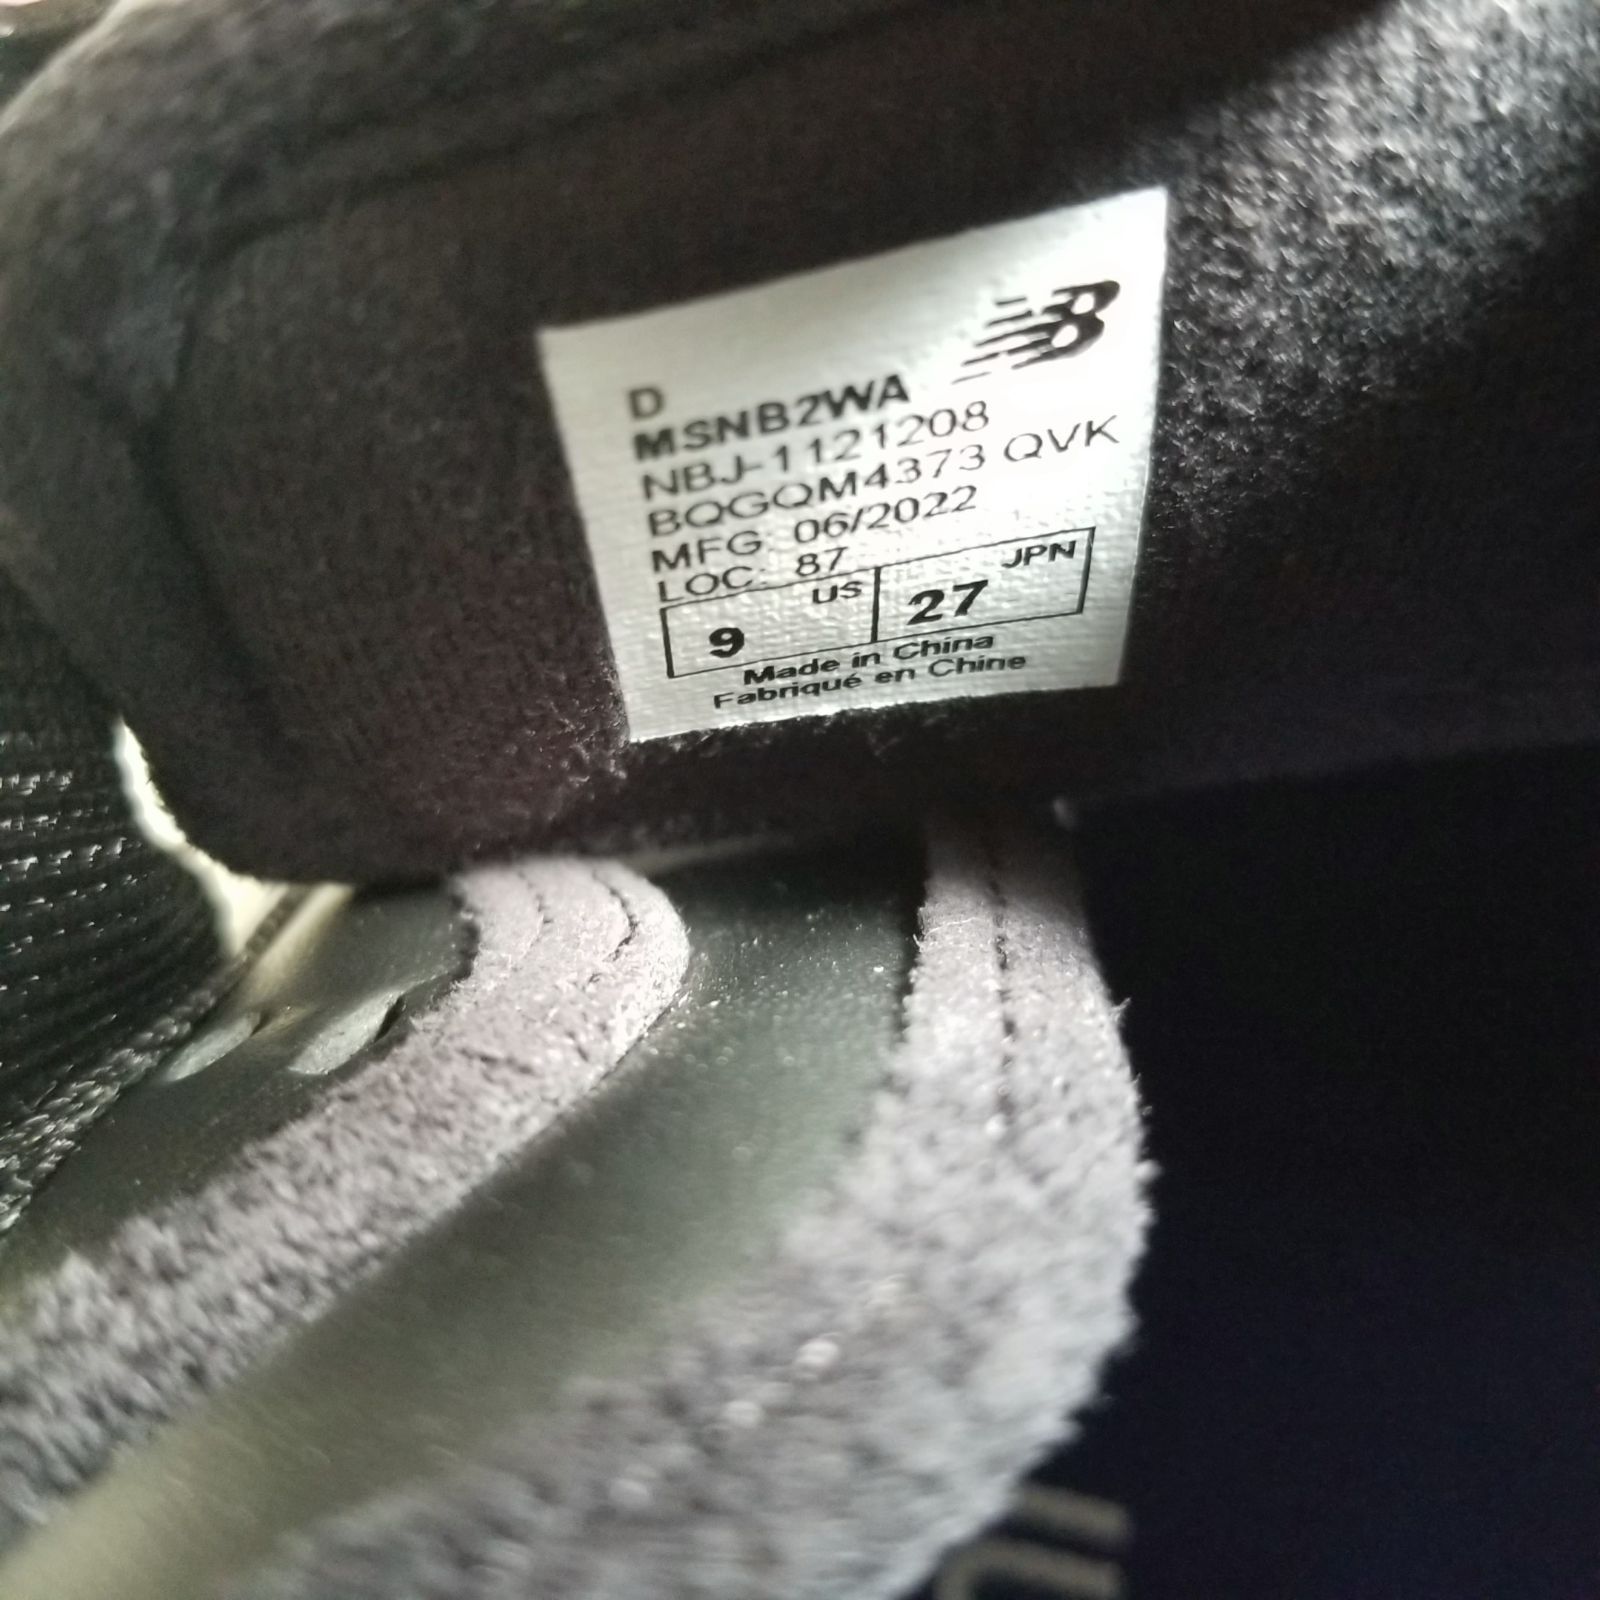 D
MSNB2WA
NBJ-1121208
BQGQM4373 QVK
MFG: 06/2022
LOC: 87
US JPN
9 27
Made in China
Fabriqué en Chine